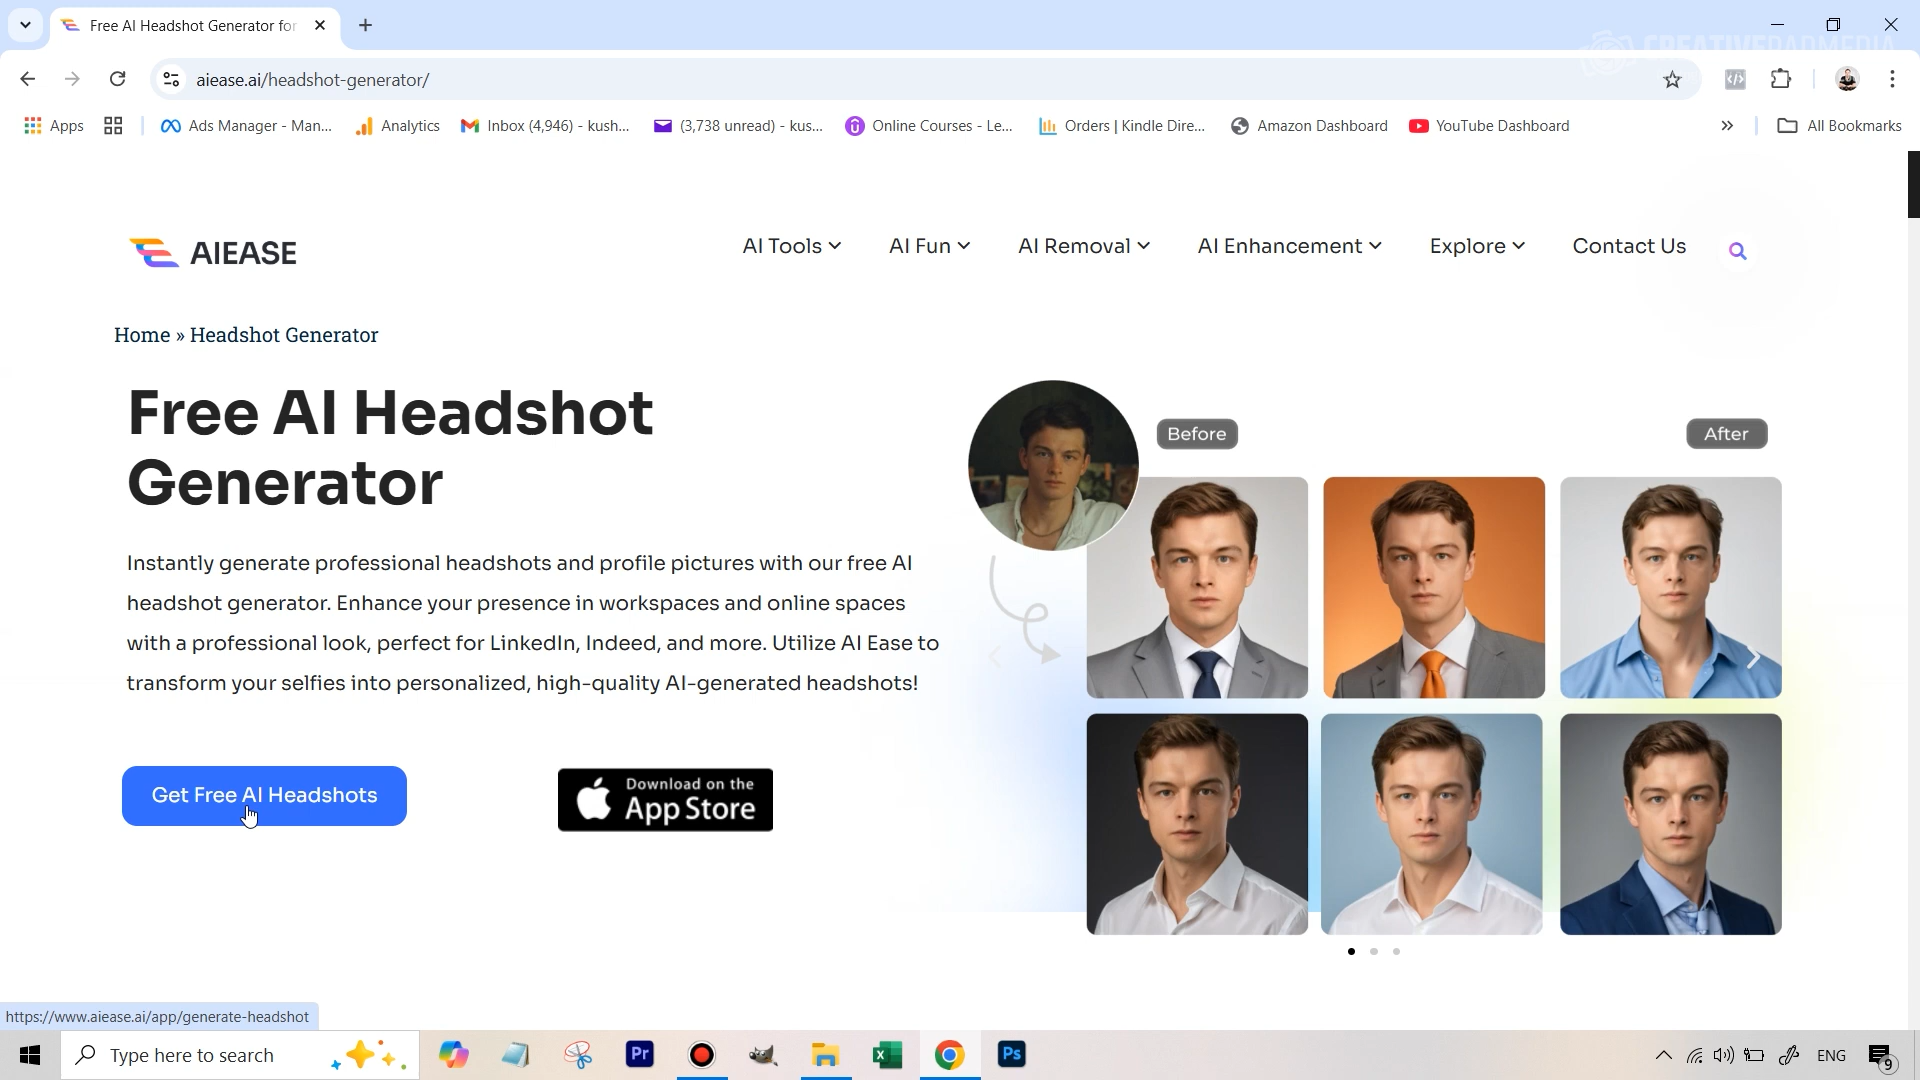 Free AI Headshot Generator for
CREATIVEDADMEDIA
aiease.ai/headshot-generator/
Apps
Ads Manager - Man...
Analytics
Inbox (4,946) - kush...
(3,738 unread) - kus...
Online Courses - Le...
Orders | Kindle Dire...
Amazon Dashboard
YouTube Dashboard
All Bookmarks
AIEASE
AI Tools
AI Fun
AI Removal
AI Enhancement
Explore
Contact Us
Home » Headshot Generator
Free AI Headshot
Generator
Before
After
Instantly generate professional headshots and profile pictures with our free AI
headshot generator. Enhance your presence in workspaces and online spaces
with a professional look, perfect for LinkedIn, Indeed, and more. Utilize AI Ease to
transform your selfies into personalized, high-quality AI-generated headshots!
Get Free AI Headshots
Download on the
App Store
https://www.aiease.ai/app/generate-headshot
Type here to search
Pr
Ps
ENG
9